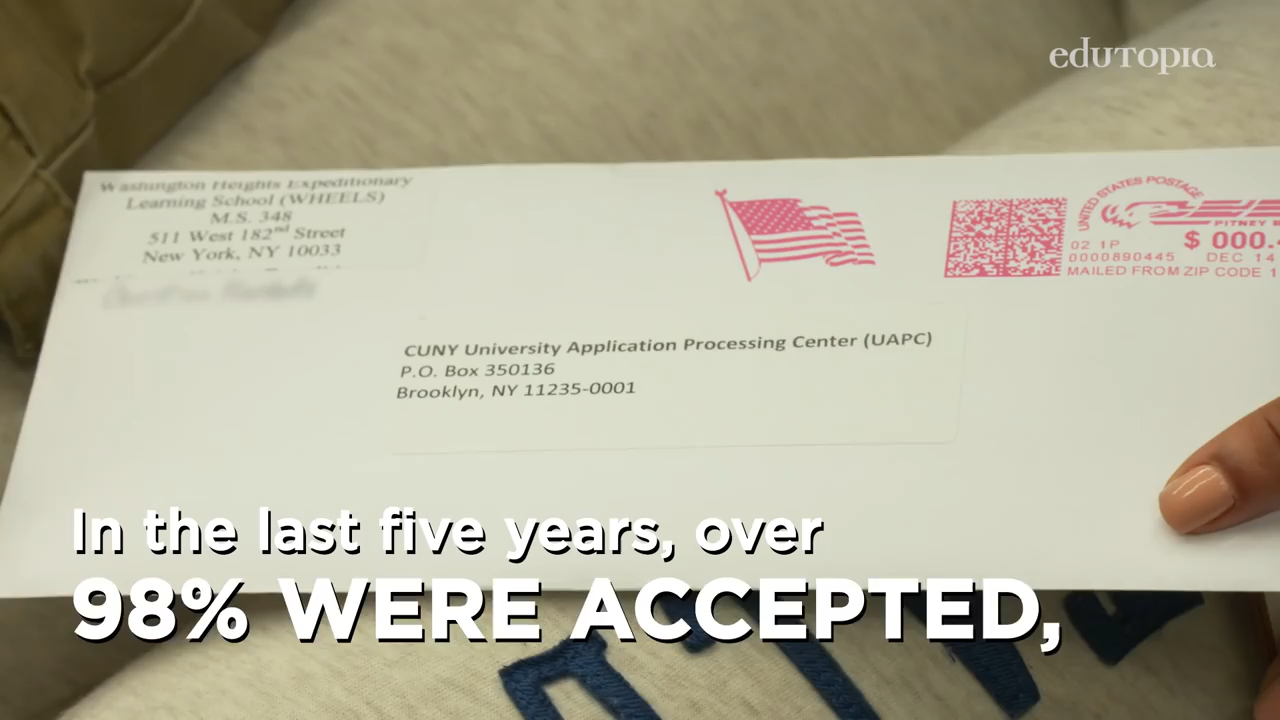 edutopia
Washington Heights Expeditionary
Learning School (WHEELS)
M.S. 348
511 West 182nd Street
New York, NY 10033
UNITED STATES POSTAGE
PITNEY
$ 000.
02 1P
0000890445 DEC 14
MAILED FROM ZIP CODE 1
CUNY University Application Processing Center (UAPC)
P.O. Box 350136
Brooklyn, NY 11235-0001
In the last five years, over
98% WERE ACCEPTED,